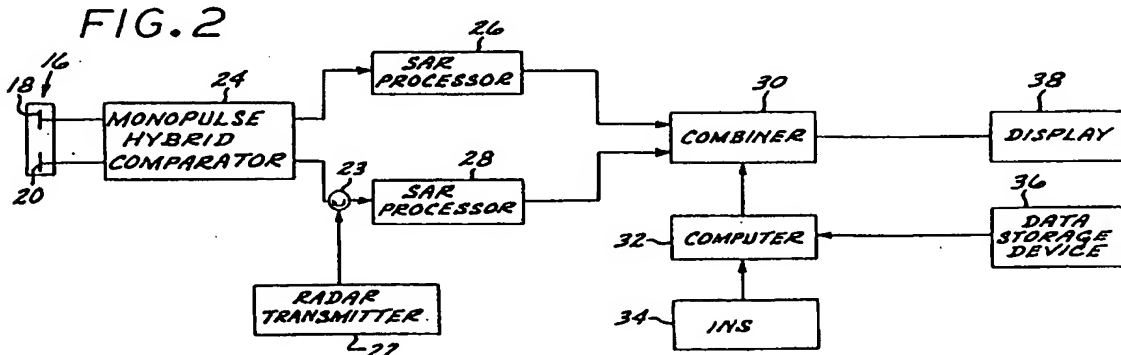 FIG. 2
16
18
20
24
MONOPULSE
HYBRID
COMPARATOR
26
SAR
PROCESSOR
23
28
SAR
PROCESSOR
RADAR
TRANSMITTER
30
COMBINER
32
COMPUTER
34
INS
38
DISPLAY
36
DATA
STORAGE
DEVICE